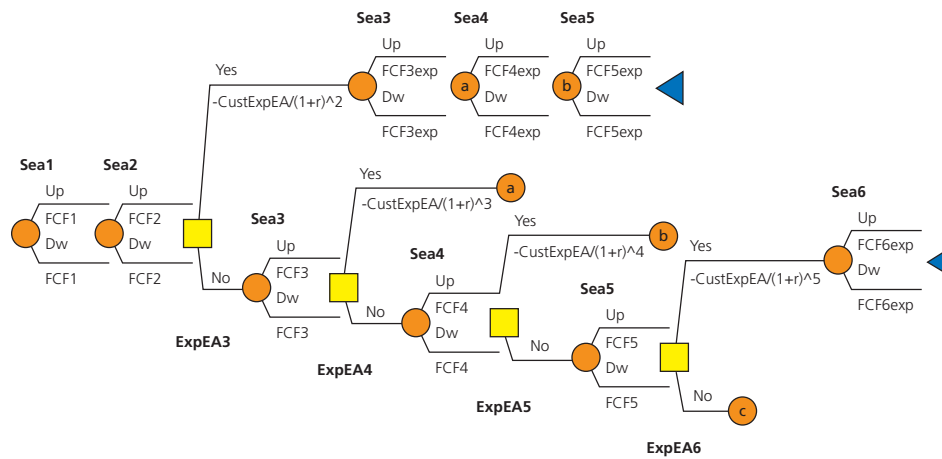 Sea3
Sea4
Sea5
Up
Up
Up
Yes
FCF3exp
a
FCF4exp
b
FCF5exp
Dw
Dw
Dw
-CustExpEA/(1+r)^2
FCF3exp
FCF4exp
FCF5exp
Sea1
Sea2
Yes
Sea6
Up
Up
Sea3
a
-CustExpEA/(1+r)^3
Yes
Up
FCF1
FCF2
Dw
Dw
Up
b
-CustExpEA/(1+r)^4
Yes
FCF6exp
Sea4
Dw
FCF1
FCF2
No
FCF3
Dw
Up
Sea5
-CustExpEA/(1+r)^5
FCF6exp
FCF3
No
FCF4
Up
ExpEA3
Dw
FCF5
No
Dw
ExpEA4
FCF4
FCF5
No
ExpEA5
c
ExpEA6